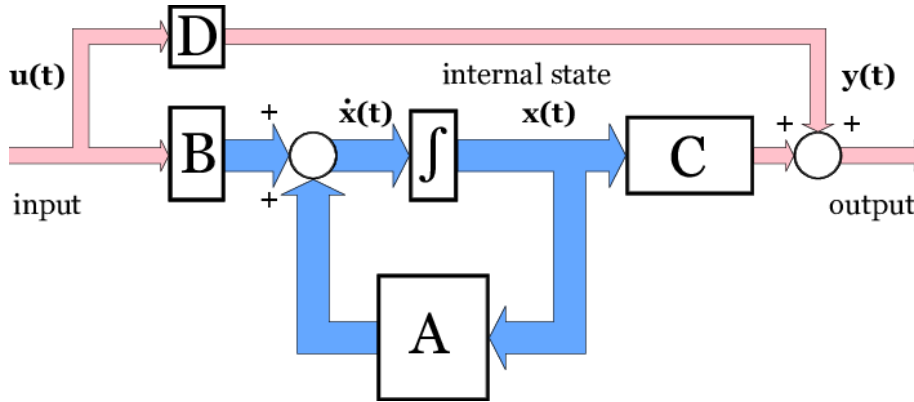 D
u(t)
internal state
y(t)
ẋ(t)
x(t)
+
+
+
B
∫
C
+
input
output
A